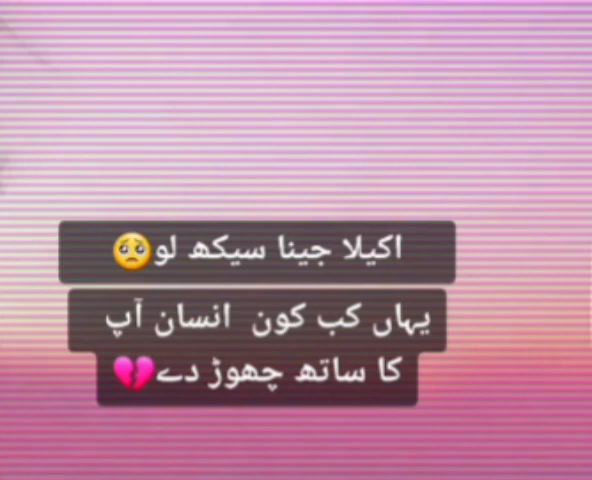 اکیلا جینا سیکھ لو🥺
یہاں کب کون انسان آپ
کا ساتھ چھوڑ دے💔